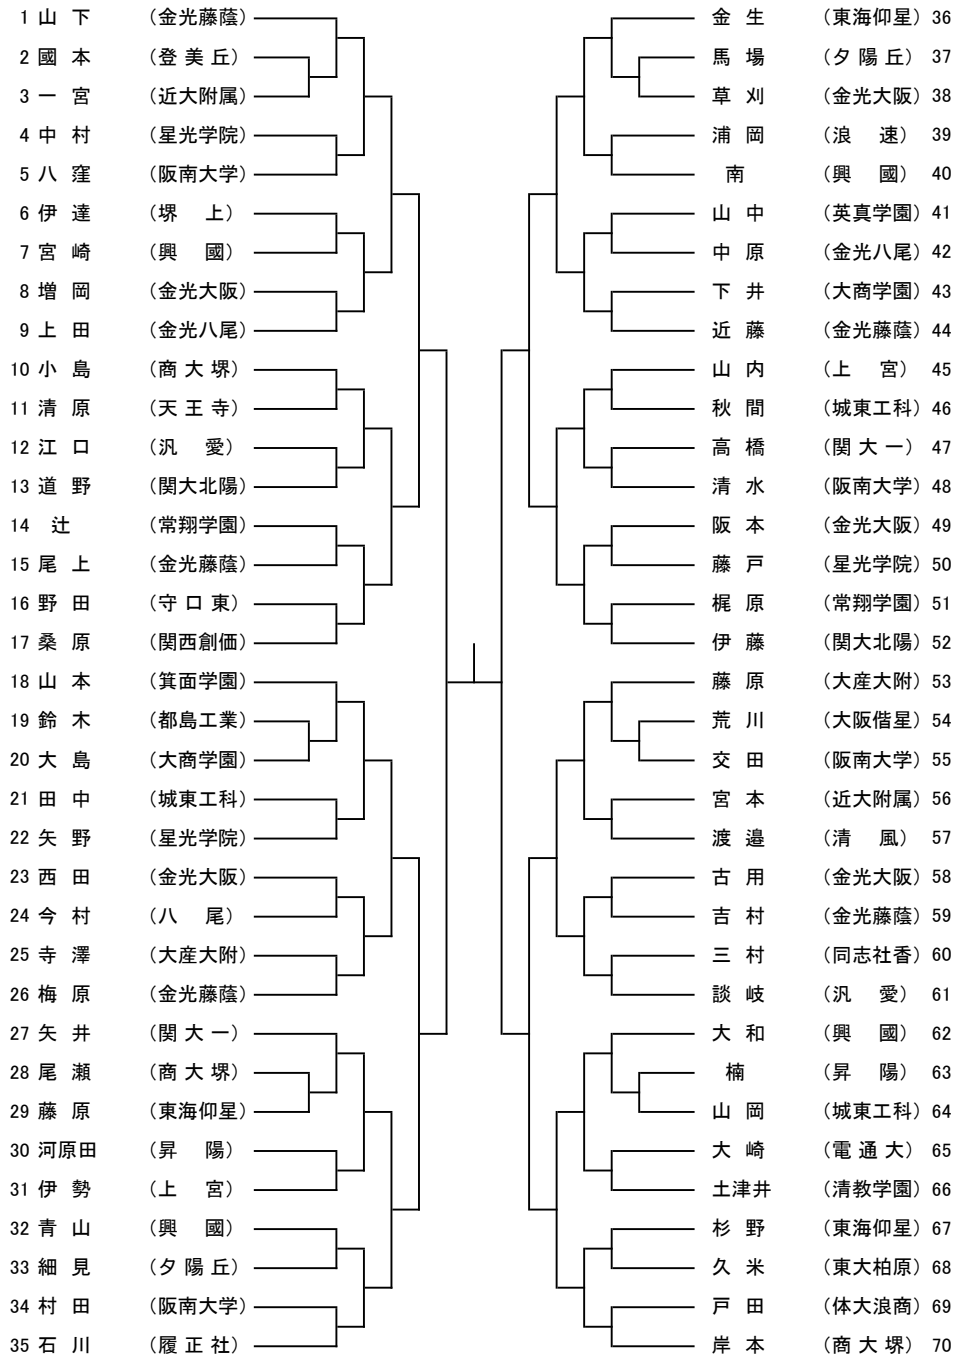 1 山 下 (金光藤蔭)
2 國 本 (登 美 丘)
3 一 宮 (近大附属)
4 中 村 (星光学院)
5 八 窪 (阪南大学)
6 伊 達 (堺 上)
7 宮 崎 (興 國)
8 増 岡 (金光大阪)
9 上 田 (金光八尾)
10 小 島 (商 大 堺)
11 清 原 (天 王 寺)
12 江 口 (汎 愛)
13 道 野 (関大北陽)
14 辻 (常翔学園)
15 尾 上 (金光藤蔭)
16 野 田 (守 口 東)
17 桑 原 (関西創価)
18 山 本 (箕面学園)
19 鈴 木 (都島工業)
20 大 島 (大商学園)
21 田 中 (城東工科)
22 矢 野 (星光学院)
23 西 田 (金光大阪)
24 今 村 (八 尾)
25 寺 澤 (大産大附)
26 梅 原 (金光藤蔭)
27 矢 井 (関 大 一)
28 尾 瀬 (商 大 堺)
29 藤 原 (東海仰星)
30 河原田 (昇 陽)
31 伊 勢 (上 宮)
32 青 山 (興 國)
33 細 見 (夕 陽 丘)
34 村 田 (阪南大学)
35 石 川 (履 正 社)
金 生 (東海仰星) 36
馬 場 (夕 陽 丘) 37
草 刈 (金光大阪) 38
浦 岡 (浪 速) 39
南 (興 國) 40
山 中 (英真学園) 41
中 原 (金光八尾) 42
下 井 (大商学園) 43
近 藤 (金光藤蔭) 44
山 内 (上 宮) 45
秋 間 (城東工科) 46
高 橋 (関 大 一) 47
清 水 (阪南大学) 48
阪 本 (金光大阪) 49
藤 戸 (星光学院) 50
梶 原 (常翔学園) 51
伊 藤 (関大北陽) 52
藤 原 (大産大附) 53
荒 川 (大阪偕星) 54
交 田 (阪南大学) 55
宮 本 (近大附属) 56
渡 邉 (清 風) 57
古 用 (金光大阪) 58
吉 村 (金光藤蔭) 59
三 村 (同志社香) 60
談 岐 (汎 愛) 61
大 和 (興 國) 62
楠 (昇 陽) 63
山 岡 (城東工科) 64
大 崎 (電 通 大) 65
土津井 (清教学園) 66
杉 野 (東海仰星) 67
久 米 (東大柏原) 68
戸 田 (体大浪商) 69
岸 本 (商 大 堺) 70